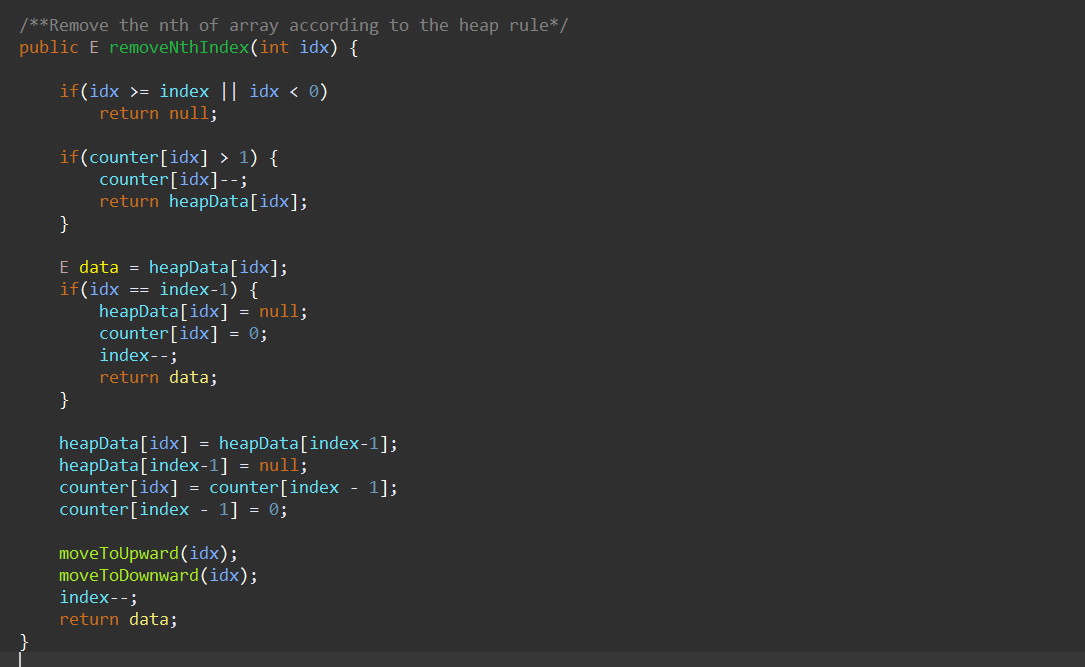 /**Remove the nth of array according to the heap rule*/
public E removeNthIndex(int idx) {
if(idx >= index || idx < 0)
return null;
if(counter[idx] > 1) {
counter[idx]--;
return heapData[idx];
}
E data = heapData[idx];
if(idx == index-1) {
heapData[idx] = null;
counter[idx] = 0;
index--;
return data;
}
heapData[idx] = heapData[index-1];
heapData[index-1] = null;
counter[idx] = counter[index - 1];
counter[index - 1] = 0;
moveToUpward(idx);
moveToDownward(idx);
index--;
return data;
}